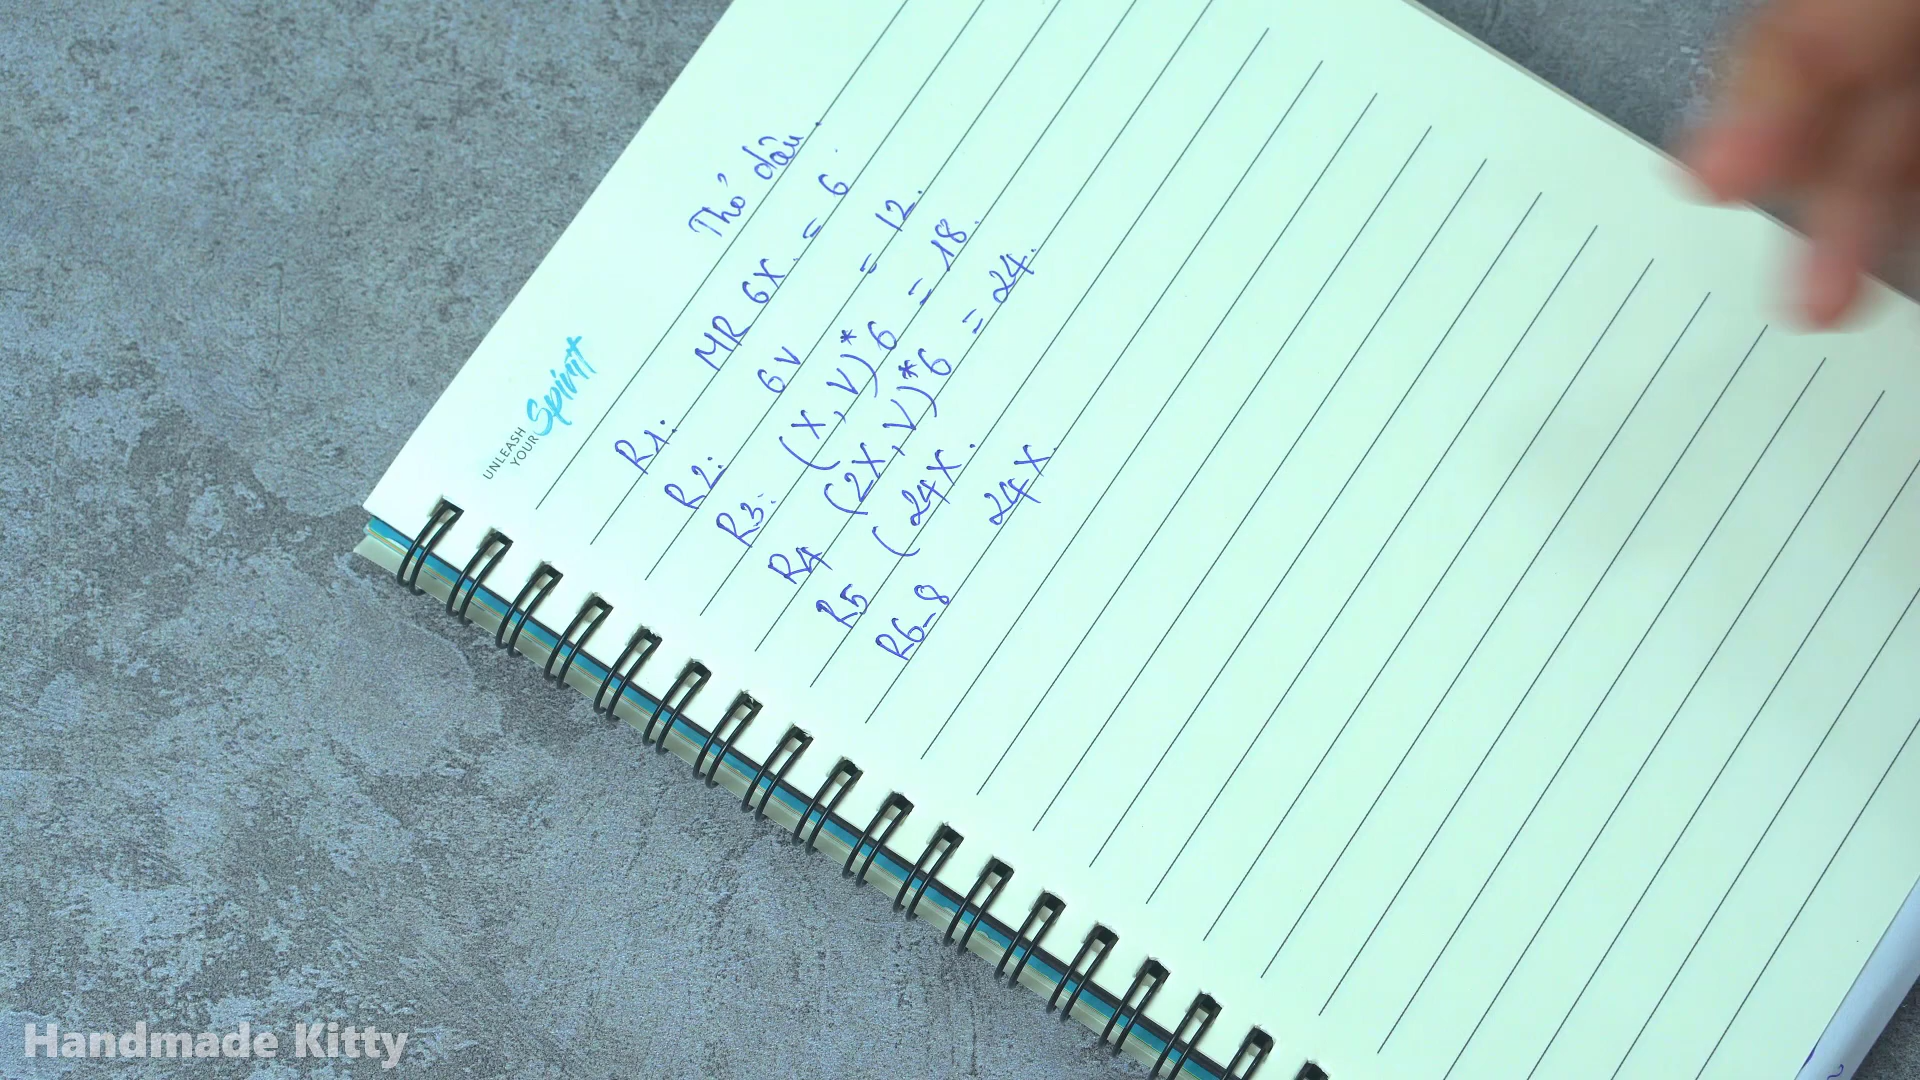 UNLEASH
YOUR Spirit
Thỏ dâu.
R1: MR 6X = 6.
R2: 6V = 12.
R3: (X, V)*6 = 18.
R4 (2X, V)*6 = 24.
R5 (24X.
R6-8 24X.
Handmade Kitty